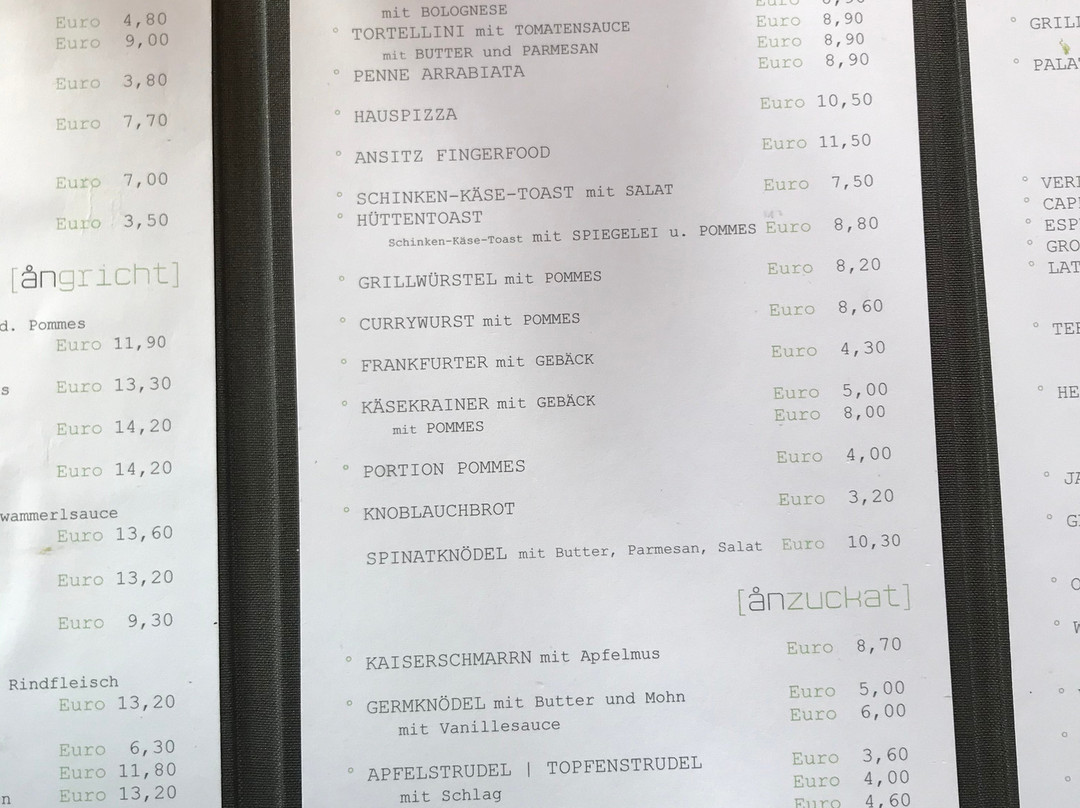 Euro 4,80
Euro 9,00
Euro 3,80
Euro 7,70
Euro 7,00
Euro 3,50
[ångricht]
d. Pommes
Euro 11,90
s Euro 13,30
Euro 14,20
Euro 14,20
wammerlsauce
Euro 13,60
Euro 13,20
Euro 9,30
Rindfleisch
Euro 13,20
Euro 6,30
Euro 11,80
n Euro 13,20
mit BOLOGNESE Euro
° TORTELLINI mit TOMATENSAUCE Euro 8,90
mit BUTTER und PARMESAN Euro 8,90
° PENNE ARRABIATA Euro 8,90
° HAUSPIZZA Euro 10,50
° ANSITZ FINGERFOOD Euro 11,50
° SCHINKEN-KÄSE-TOAST mit SALAT Euro 7,50
° HÜTTENTOAST
Schinken-Käse-Toast mit SPIEGELEI u. POMMES Euro 8,80
° GRILLWÜRSTEL mit POMMES Euro 8,20
° CURRYWURST mit POMMES Euro 8,60
° FRANKFURTER mit GEBÄCK Euro 4,30
° KÄSEKRAINER mit GEBÄCK Euro 5,00
mit POMMES Euro 8,00
° PORTION POMMES Euro 4,00
° KNOBLAUCHBROT Euro 3,20
SPINATKNÖDEL mit Butter, Parmesan, Salat Euro 10,30
[ånzuckat]
° KAISERSCHMARRN mit Apfelmus Euro 8,70
° GERMKNÖDEL mit Butter und Mohn Euro 5,00
mit Vanillesauce Euro 6,00
° APFELSTRUDEL | TOPFENSTRUDEL Euro 3,60
mit Schlag Euro 4,00
Euro 4,60
° GRILL
° PALA
° VER
° CAP
° ESP
° GRO
° LAT
° TE
° HE
° JA
° G
° O
° W